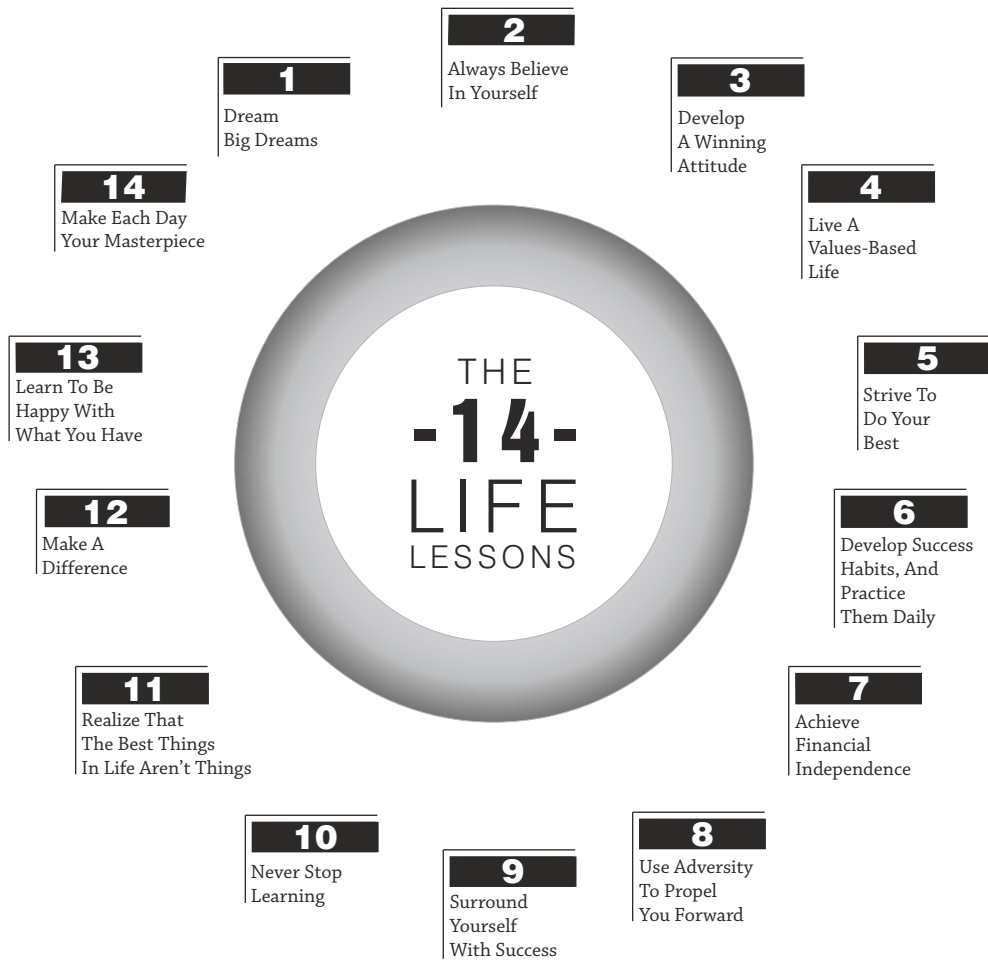 THE
-14-
LIFE
LESSONS
1
Dream
Big Dreams
2
Always Believe
In Yourself
3
Develop
A Winning
Attitude
4
Live A
Values-Based
Life
5
Strive To
Do Your
Best
6
Develop Success
Habits, And
Practice
Them Daily
7
Achieve
Financial
Independence
8
Use Adversity
To Propel
You Forward
9
Surround
Yourself
With Success
10
Never Stop
Learning
11
Realize That
The Best Things
In Life Aren't Things
12
Make A
Difference
13
Learn To Be
Happy With
What You Have
14
Make Each Day
Your Masterpiece